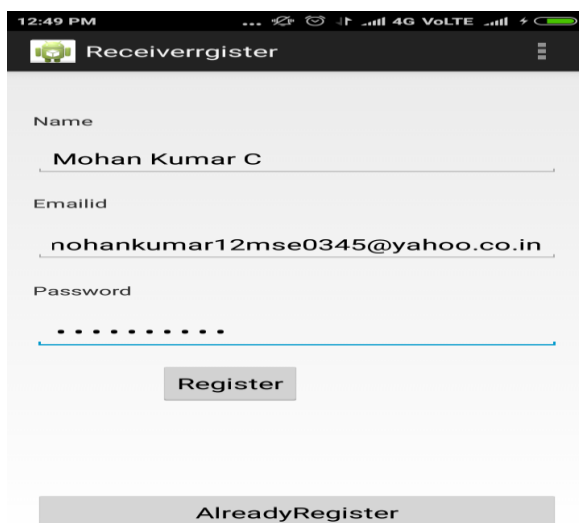 12:49 PM ... 4G VoLTE
Receiverrgister
Name
Mohan Kumar C
Emailid
nohankumar12mse0345@yahoo.co.in
Password
Register
AlreadyRegister